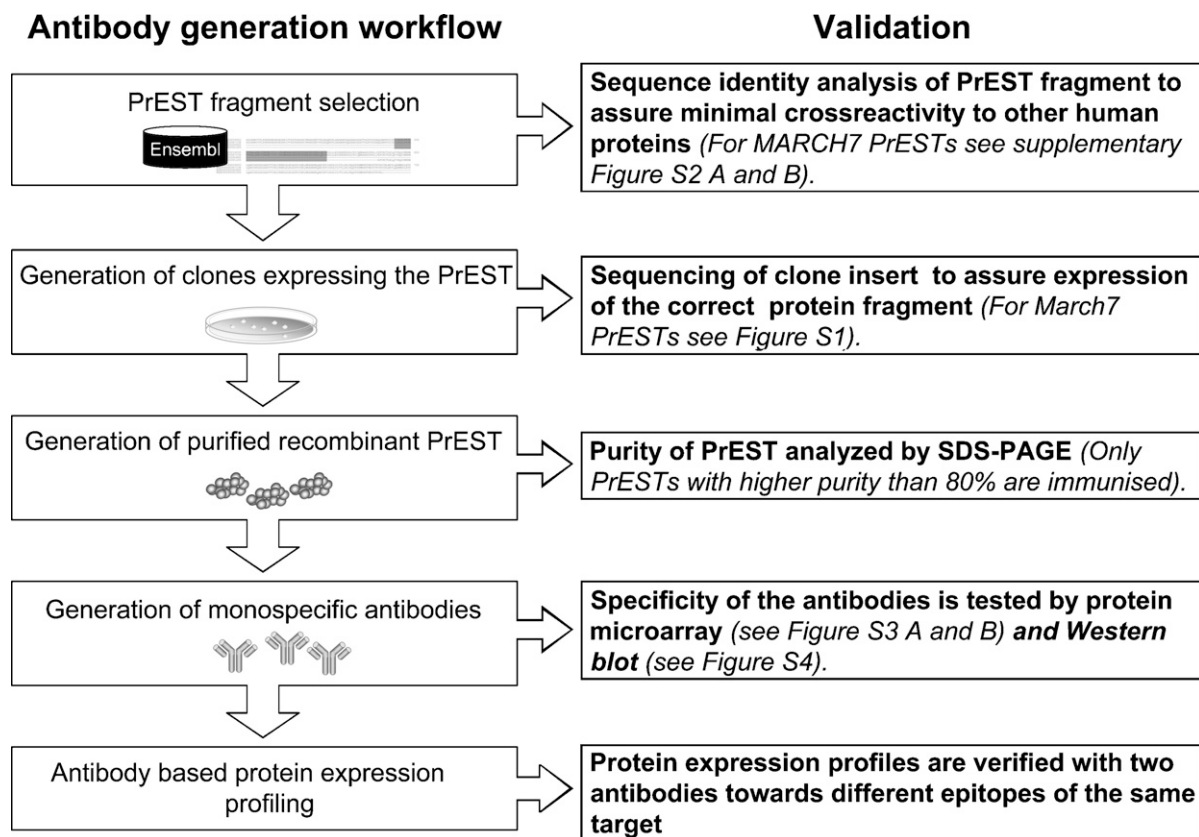 Antibody generation workflow
Validation
PrEST fragment selection
Ensembl
Sequence identity analysis of PrEST fragment to
assure minimal crossreactivity to other human
proteins (For MARCH7 PrESTs see supplementary
Figure S2 A and B).
Generation of clones expressing the PrEST
Sequencing of clone insert to assure expression
of the correct protein fragment (For March7
PrESTs see Figure S1).
Generation of purified recombinant PrEST
Purity of PrEST analyzed by SDS-PAGE (Only
PrESTs with higher purity than 80% are immunised).
Generation of monospecific antibodies
Specificity of the antibodies is tested by protein
microarray (see Figure S3 A and B) and Western
blot (see Figure S4).
Antibody based protein expression
profiling
Protein expression profiles are verified with two
antibodies towards different epitopes of the same
target